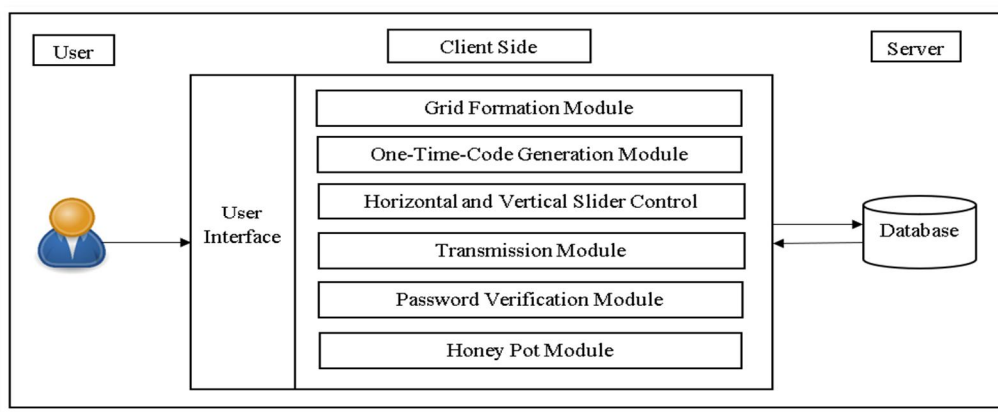 User
Client Side
Server
User
Interface
Grid Formation Module
One-Time-Code Generation Module
Horizontal and Vertical Slider Control
Transmission Module
Password Verification Module
Honey Pot Module
Database